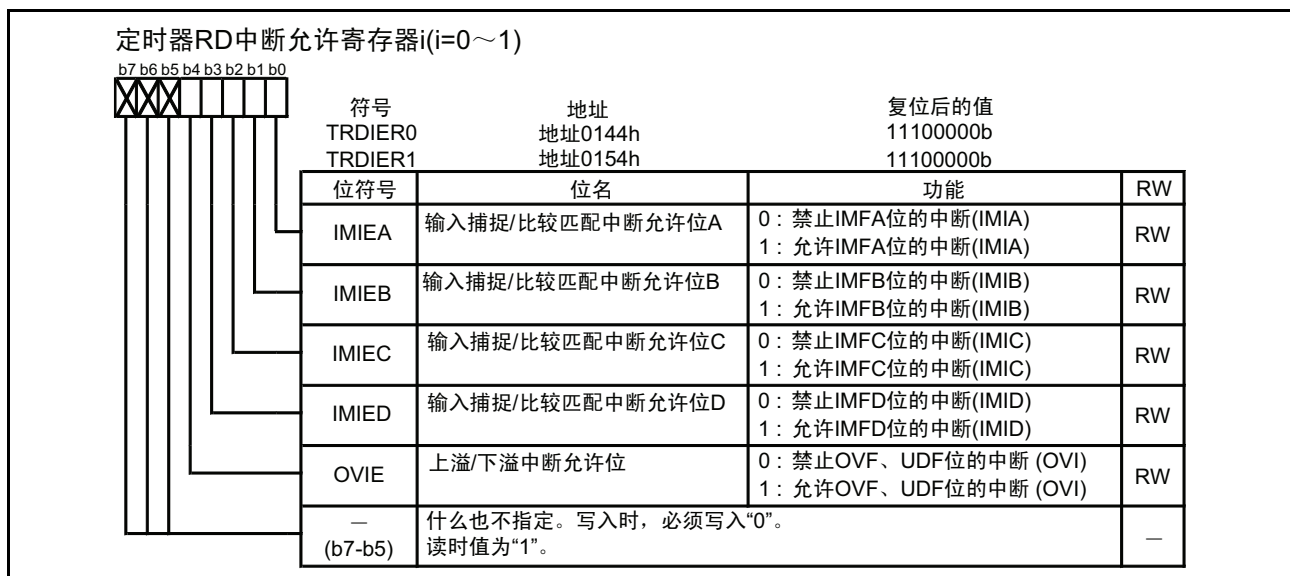 定时器RD中断允许寄存器i(i=0～1)
b7 b6 b5 b4 b3 b2 b1 b0
符号 地址 复位后的值
TRDIER0 地址0144h 11100000b
TRDIER1 地址0154h 11100000b
位符号 位名 功能 RW
IMIEA 输入捕捉/比较匹配中断允许位A 0：禁止IMFA位的中断(IMIA) RW
1：允许IMFA位的中断(IMIA)
IMIEB 输入捕捉/比较匹配中断允许位B 0：禁止IMFB位的中断(IMIB) RW
1：允许IMFB位的中断(IMIB)
IMIEC 输入捕捉/比较匹配中断允许位C 0：禁止IMFC位的中断(IMIC) RW
1：允许IMFC位的中断(IMIC)
IMIED 输入捕捉/比较匹配中断允许位D 0：禁止IMFD位的中断(IMID) RW
1：允许IMFD位的中断(IMID)
OVIE 上溢/下溢中断允许位 0：禁止OVF、UDF位的中断 (OVI) RW
1：允许OVF、UDF位的中断 (OVI)
— 什么也不指定。写入时，必须写入“0”。 —
(b7-b5) 读时值为“1”。